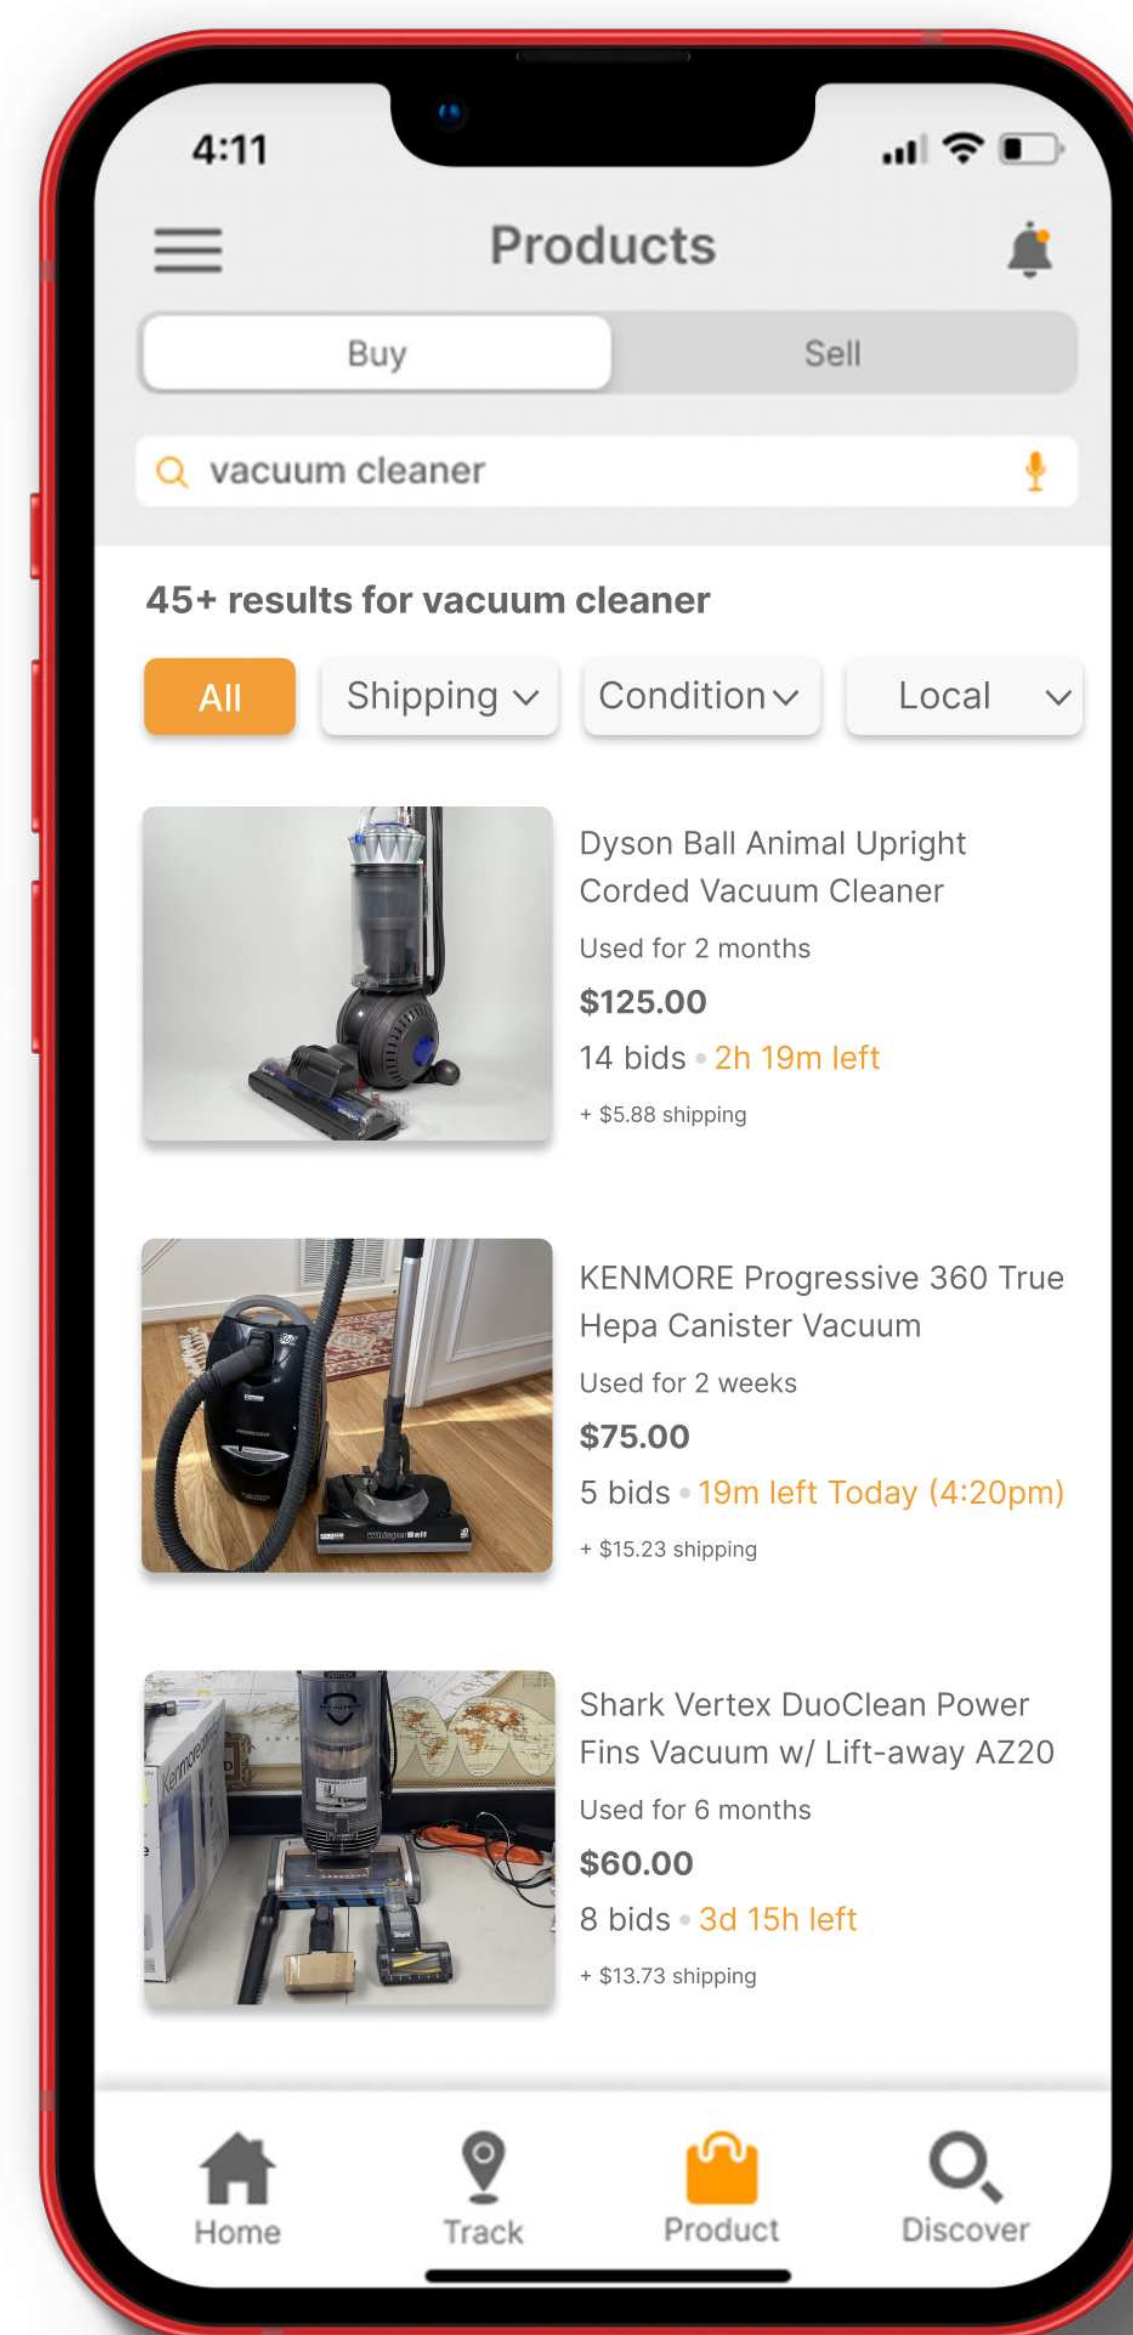 4:11
Products
Buy
Sell
vacuum cleaner
45+ results for vacuum cleaner
All
Shipping
Condition
Local
Dyson Ball Animal Upright
Corded Vacuum Cleaner
Used for 2 months
$125.00
14 bids • 2h 19m left
+ $5.88 shipping
KENMORE Progressive 360 True
Hepa Canister Vacuum
Used for 2 weeks
$75.00
5 bids • 19m left Today (4:20pm)
+ $15.23 shipping
WhisperBelt
Shark Vertex DuoClean Power
Fins Vacuum w/ Lift-away AZ20
Used for 6 months
$60.00
8 bids • 3d 15h left
+ $13.73 shipping
Kenmore
Shark
Home
Track
Product
Discover